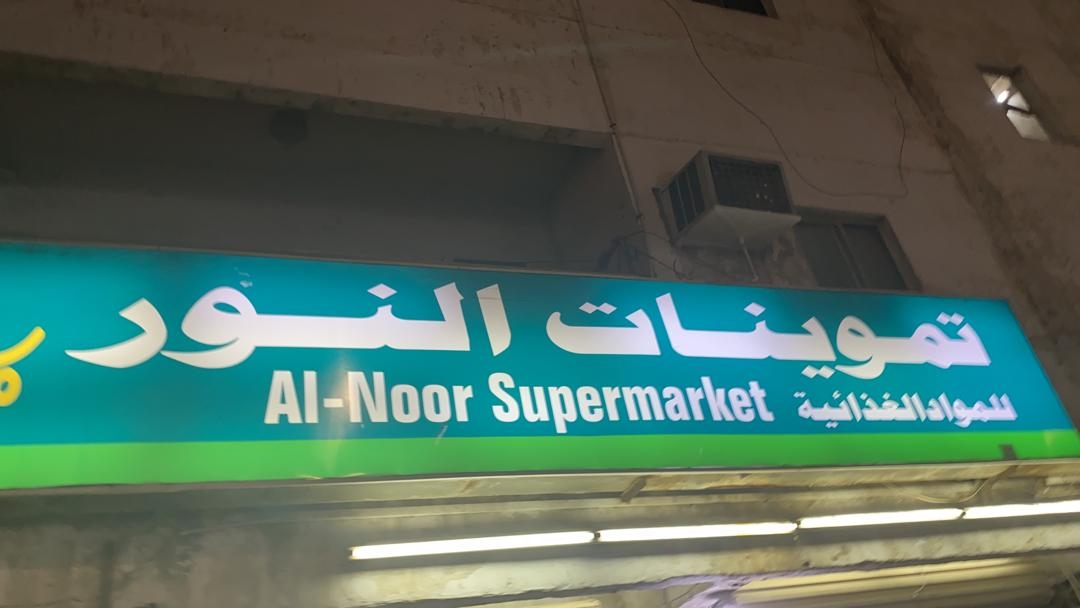 تموينات النور
للمواد الغذائية
Al-Noor Supermarket